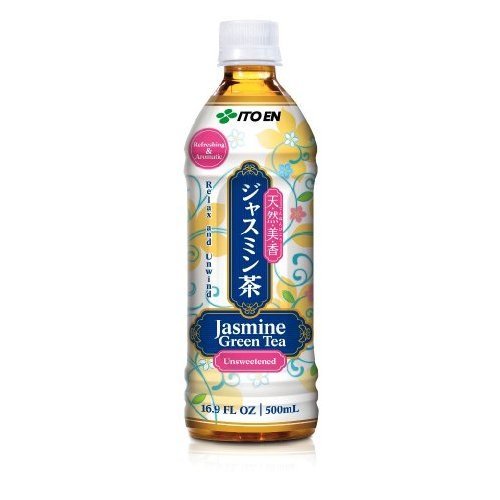 ITO EN
Refreshing
&
Aromatic
Relax and Unwind
天然美香
ジャスミン茶
Jasmine
Green Tea
Unsweetened
16.9 FL OZ | 500mL